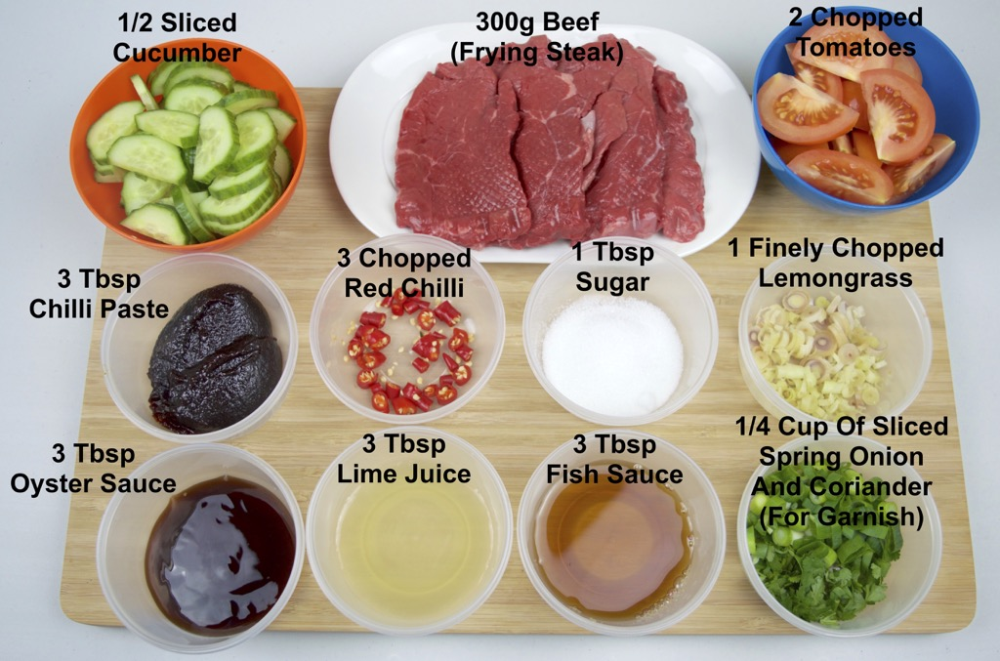 1/2 Sliced
Cucumber
300g Beef
(Frying Steak)
2 Chopped
Tomatoes
3 Tbsp
Chilli Paste
3 Chopped
Red Chilli
1 Tbsp
Sugar
1 Finely Chopped
Lemongrass
3 Tbsp
Oyster Sauce
3 Tbsp
Lime Juice
3 Tbsp
Fish Sauce
1/4 Cup Of Sliced
Spring Onion
And Coriander
(For Garnish)